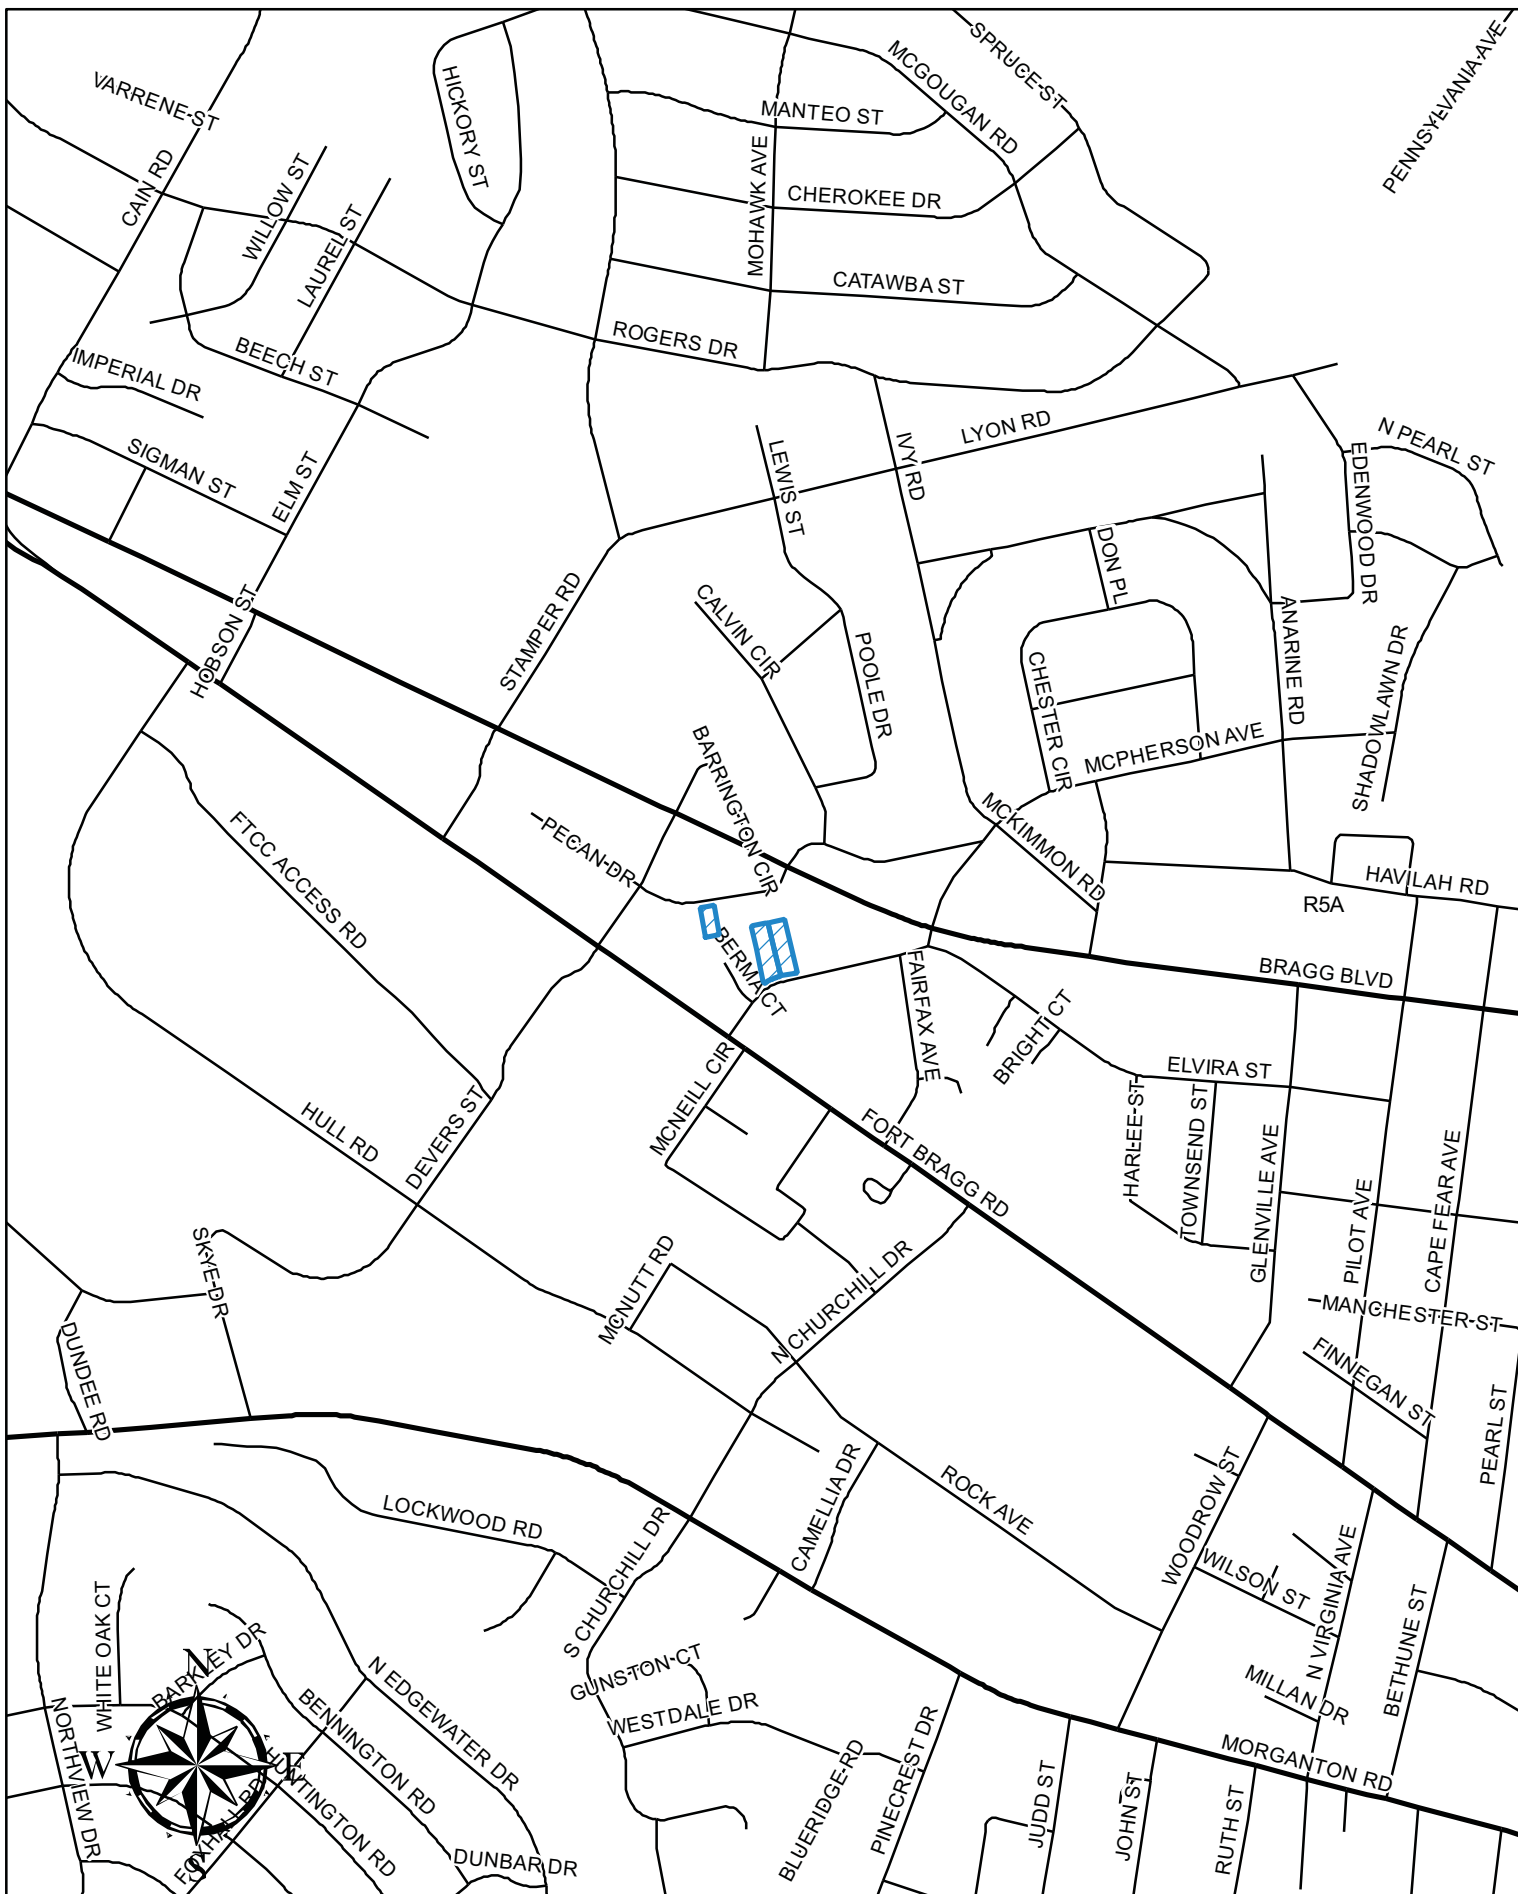 SPRUCE ST
PENNSYLVANIA AVE
MCGOUGAN RD
VARRENE ST
HICKORY ST
MANTEO ST
CAIN RD
WILLOW ST
MOHAWK AVE
CHEROKEE DR
LAUREL ST
CATAWBA ST
ROGERS DR
BEECH ST
IMPERIAL DR
LYON RD
N PEARL ST
SIGMAN ST
ELM ST
LEWIS ST
IVY RD
EDENWOOD DR
DON PL
HOBSON ST
STAMPER RD
CALVIN CIR
POOLE DR
CHESTER CIR
ANARINE RD
SHADOWLAWN DR
MCPHERSON AVE
BARRINGTON CIR
MCKIMMON RD
FTCC ACCESS RD
PECAN DR
HAVILAH RD
R5A
BERMA CT
FAIRFAX AVE
BRAGG BLVD
BRIGHT CT
ELVIRA ST
MCNEILL CIR
HULL RD
DEVERS ST
FORT BRAGG RD
HARLEE ST
TOWNSEND ST
GLENVILLE AVE
PILOT AVE
CAPE FEAR AVE
SKYE DR
MCNUTT RD
N CHURCHILL DR
MANCHESTER ST
DUNDEE RD
FINNEGAN ST
PEARL ST
LOCKWOOD RD
CAMELLIA DR
ROCK AVE
WOODROW ST
S CHURCHILL DR
WILSON ST
N VIRGINIA AVE
BETHUNE ST
WHITE OAK CT
BARKLEY DR
N
N EDGEWATER DR
GUNSTON CT
WESTDALE DR
MILLAN DR
NORTHVIEW DR
BENNINGTON RD
W
E
HUNTINGTON RD
FOXHALL RD
S
BLUERIDGE RD
PINECREST DR
MORGANTON RD
JUDD ST
JOHN ST
RUTH ST
DUNBAR DR